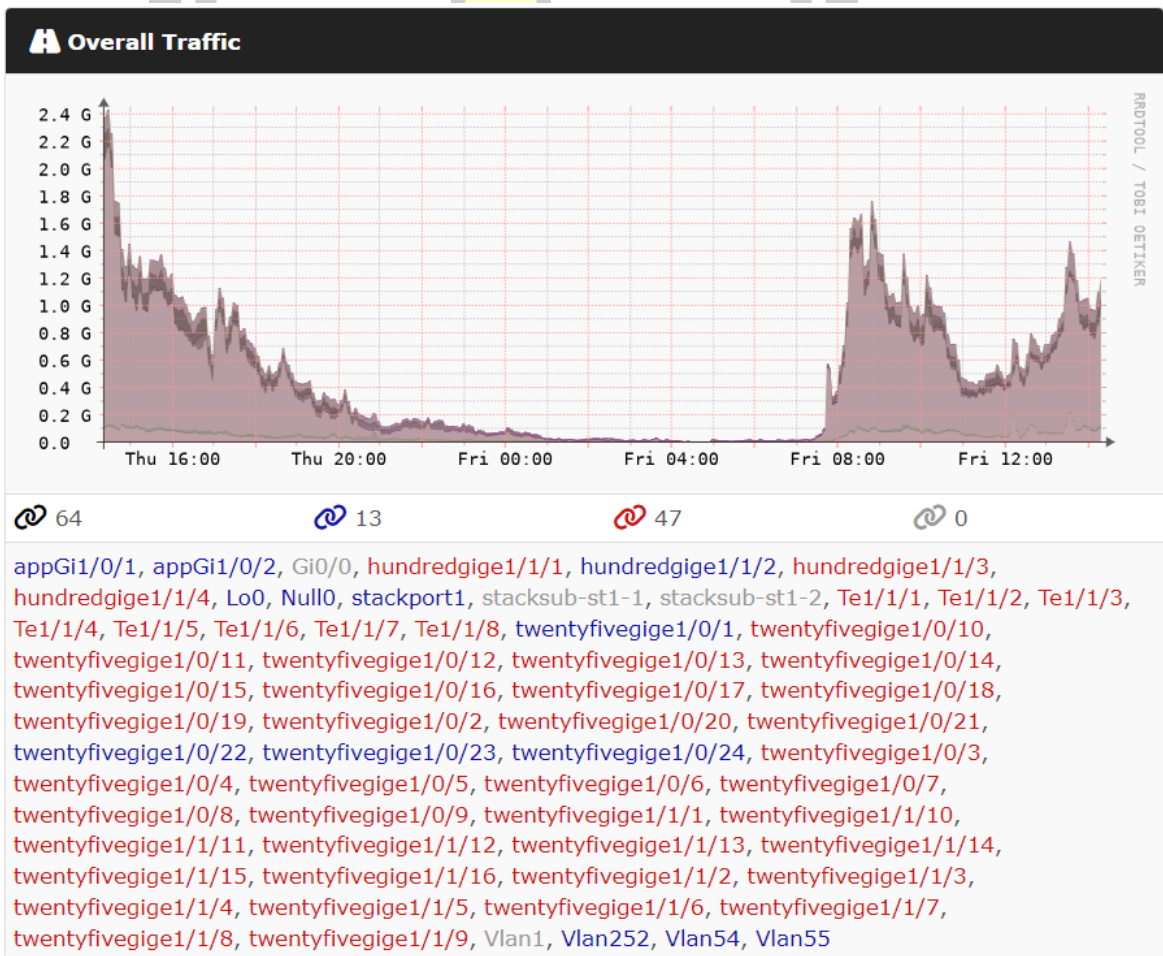 Overall Traffic
RRDTOOL / TOBI OETIKER
2.4 G
2.2 G
2.0 G
1.8 G
1.6 G
1.4 G
1.2 G
1.0 G
0.8 G
0.6 G
0.4 G
0.2 G
0.0
Thu 16:00 Thu 20:00 Fri 00:00 Fri 04:00 Fri 08:00 Fri 12:00
64 13 47 0
appGi1/0/1, appGi1/0/2, Gi0/0, hundredgige1/1/1, hundredgige1/1/2, hundredgige1/1/3,
hundredgige1/1/4, Lo0, Null0, stackport1, stacksub-st1-1, stacksub-st1-2, Te1/1/1, Te1/1/2, Te1/1/3,
Te1/1/4, Te1/1/5, Te1/1/6, Te1/1/7, Te1/1/8, twentyfivegige1/0/1, twentyfivegige1/0/10,
twentyfivegige1/0/11, twentyfivegige1/0/12, twentyfivegige1/0/13, twentyfivegige1/0/14,
twentyfivegige1/0/15, twentyfivegige1/0/16, twentyfivegige1/0/17, twentyfivegige1/0/18,
twentyfivegige1/0/19, twentyfivegige1/0/2, twentyfivegige1/0/20, twentyfivegige1/0/21,
twentyfivegige1/0/22, twentyfivegige1/0/23, twentyfivegige1/0/24, twentyfivegige1/0/3,
twentyfivegige1/0/4, twentyfivegige1/0/5, twentyfivegige1/0/6, twentyfivegige1/0/7,
twentyfivegige1/0/8, twentyfivegige1/0/9, twentyfivegige1/1/1, twentyfivegige1/1/10,
twentyfivegige1/1/11, twentyfivegige1/1/12, twentyfivegige1/1/13, twentyfivegige1/1/14,
twentyfivegige1/1/15, twentyfivegige1/1/16, twentyfivegige1/1/2, twentyfivegige1/1/3,
twentyfivegige1/1/4, twentyfivegige1/1/5, twentyfivegige1/1/6, twentyfivegige1/1/7,
twentyfivegige1/1/8, twentyfivegige1/1/9, Vlan1, Vlan252, Vlan54, Vlan55